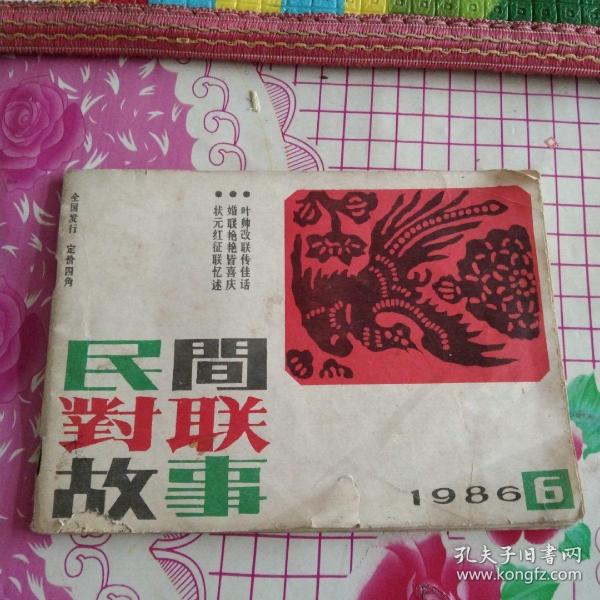 全国发行 定价四角
●叶帅改联传佳话
●婚联艳艳皆喜庆
●状元红征联忆述
民間
對联
故事
1986 6
孔夫子旧书网
www.kongfz.com